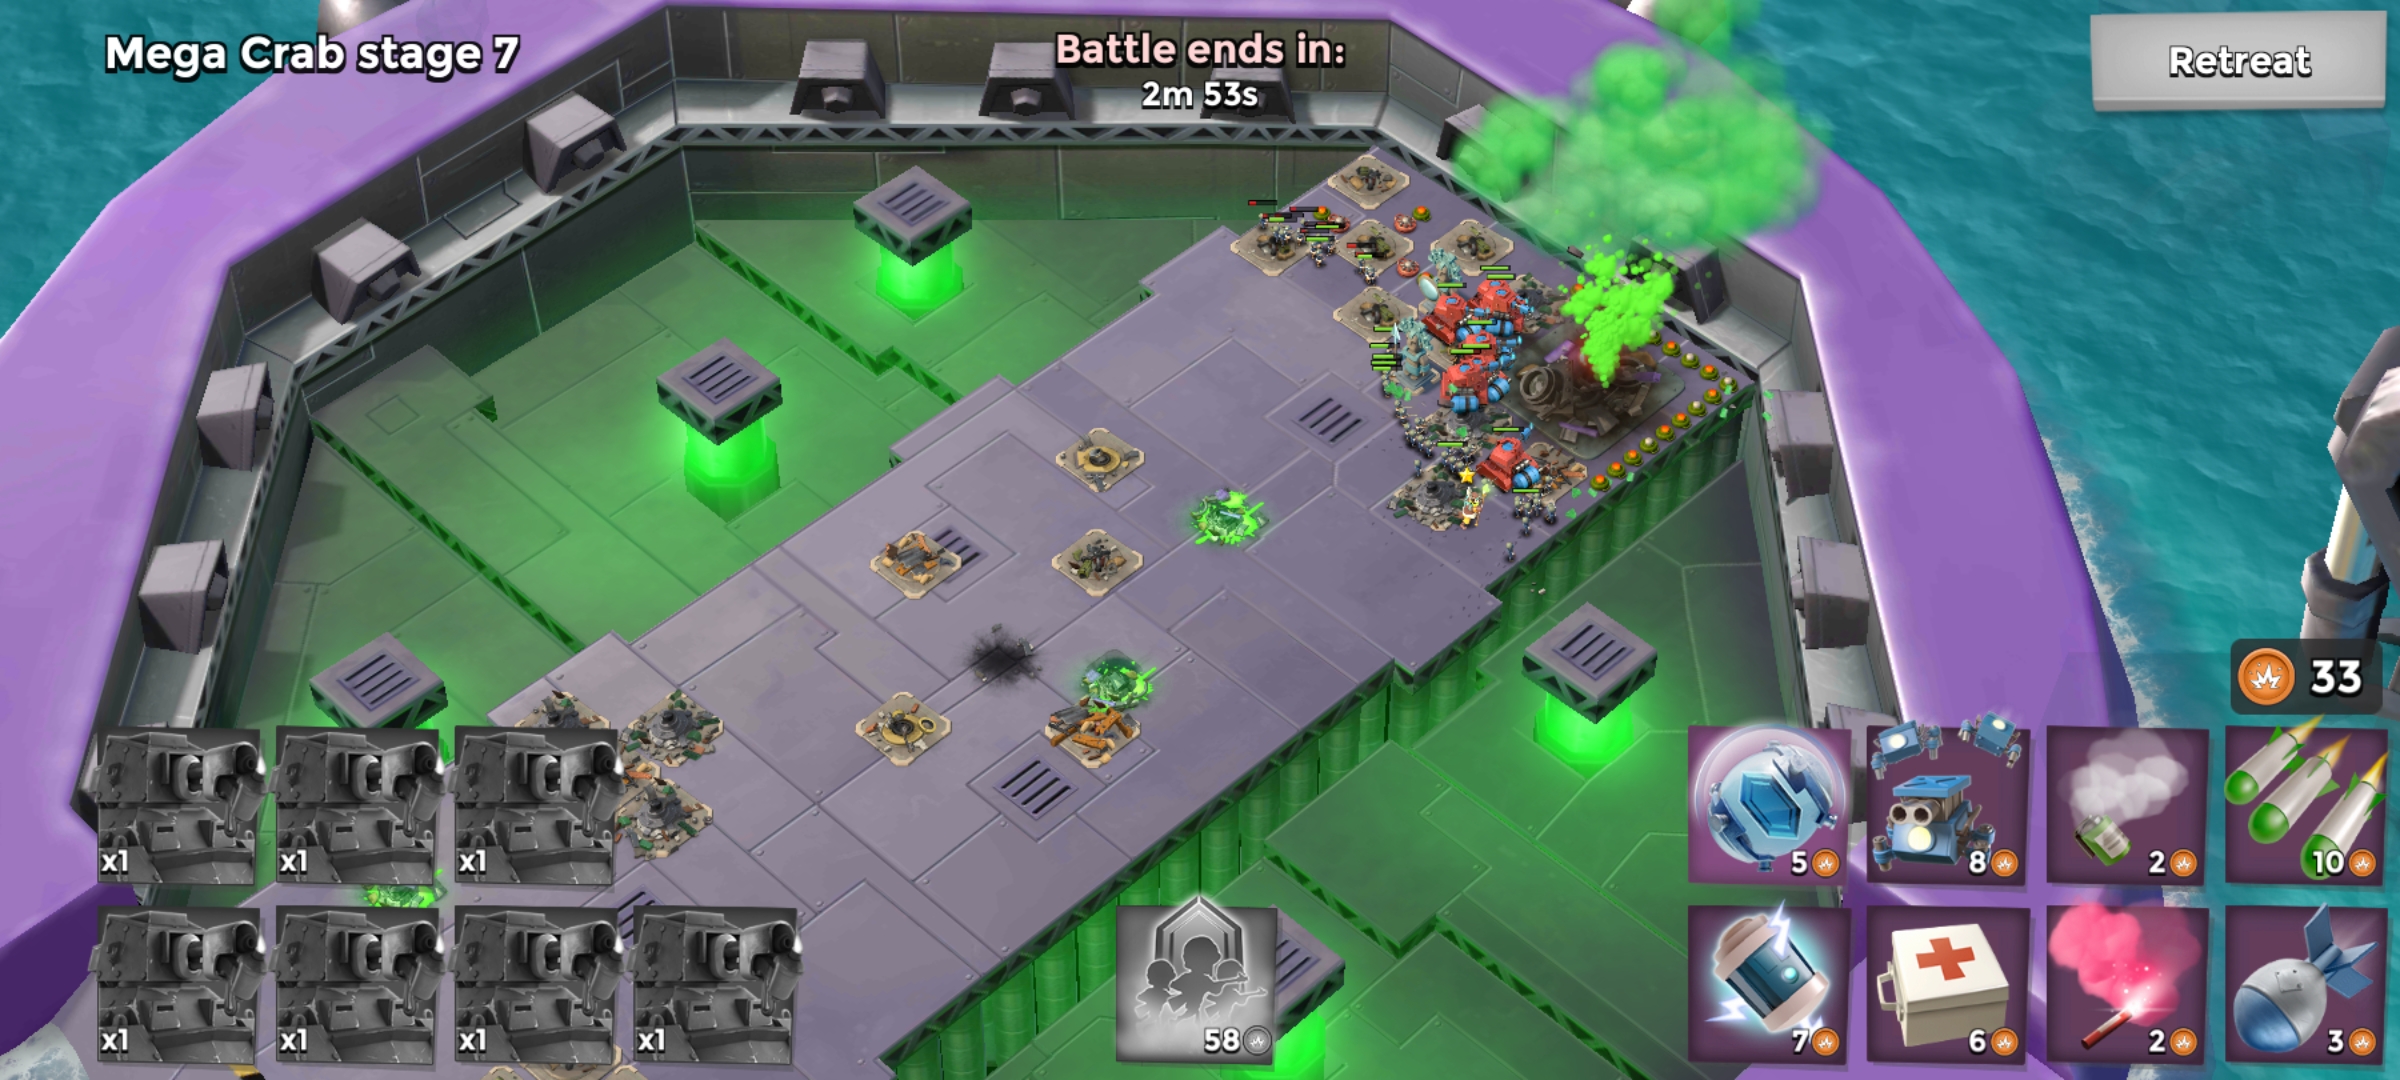 Mega Crab stage 7
Battle ends in:
2m 53s
Retreat
33
x1
x1
x1
5
8
2
10
x1
x1
x1
x1
58
7
6
2
3